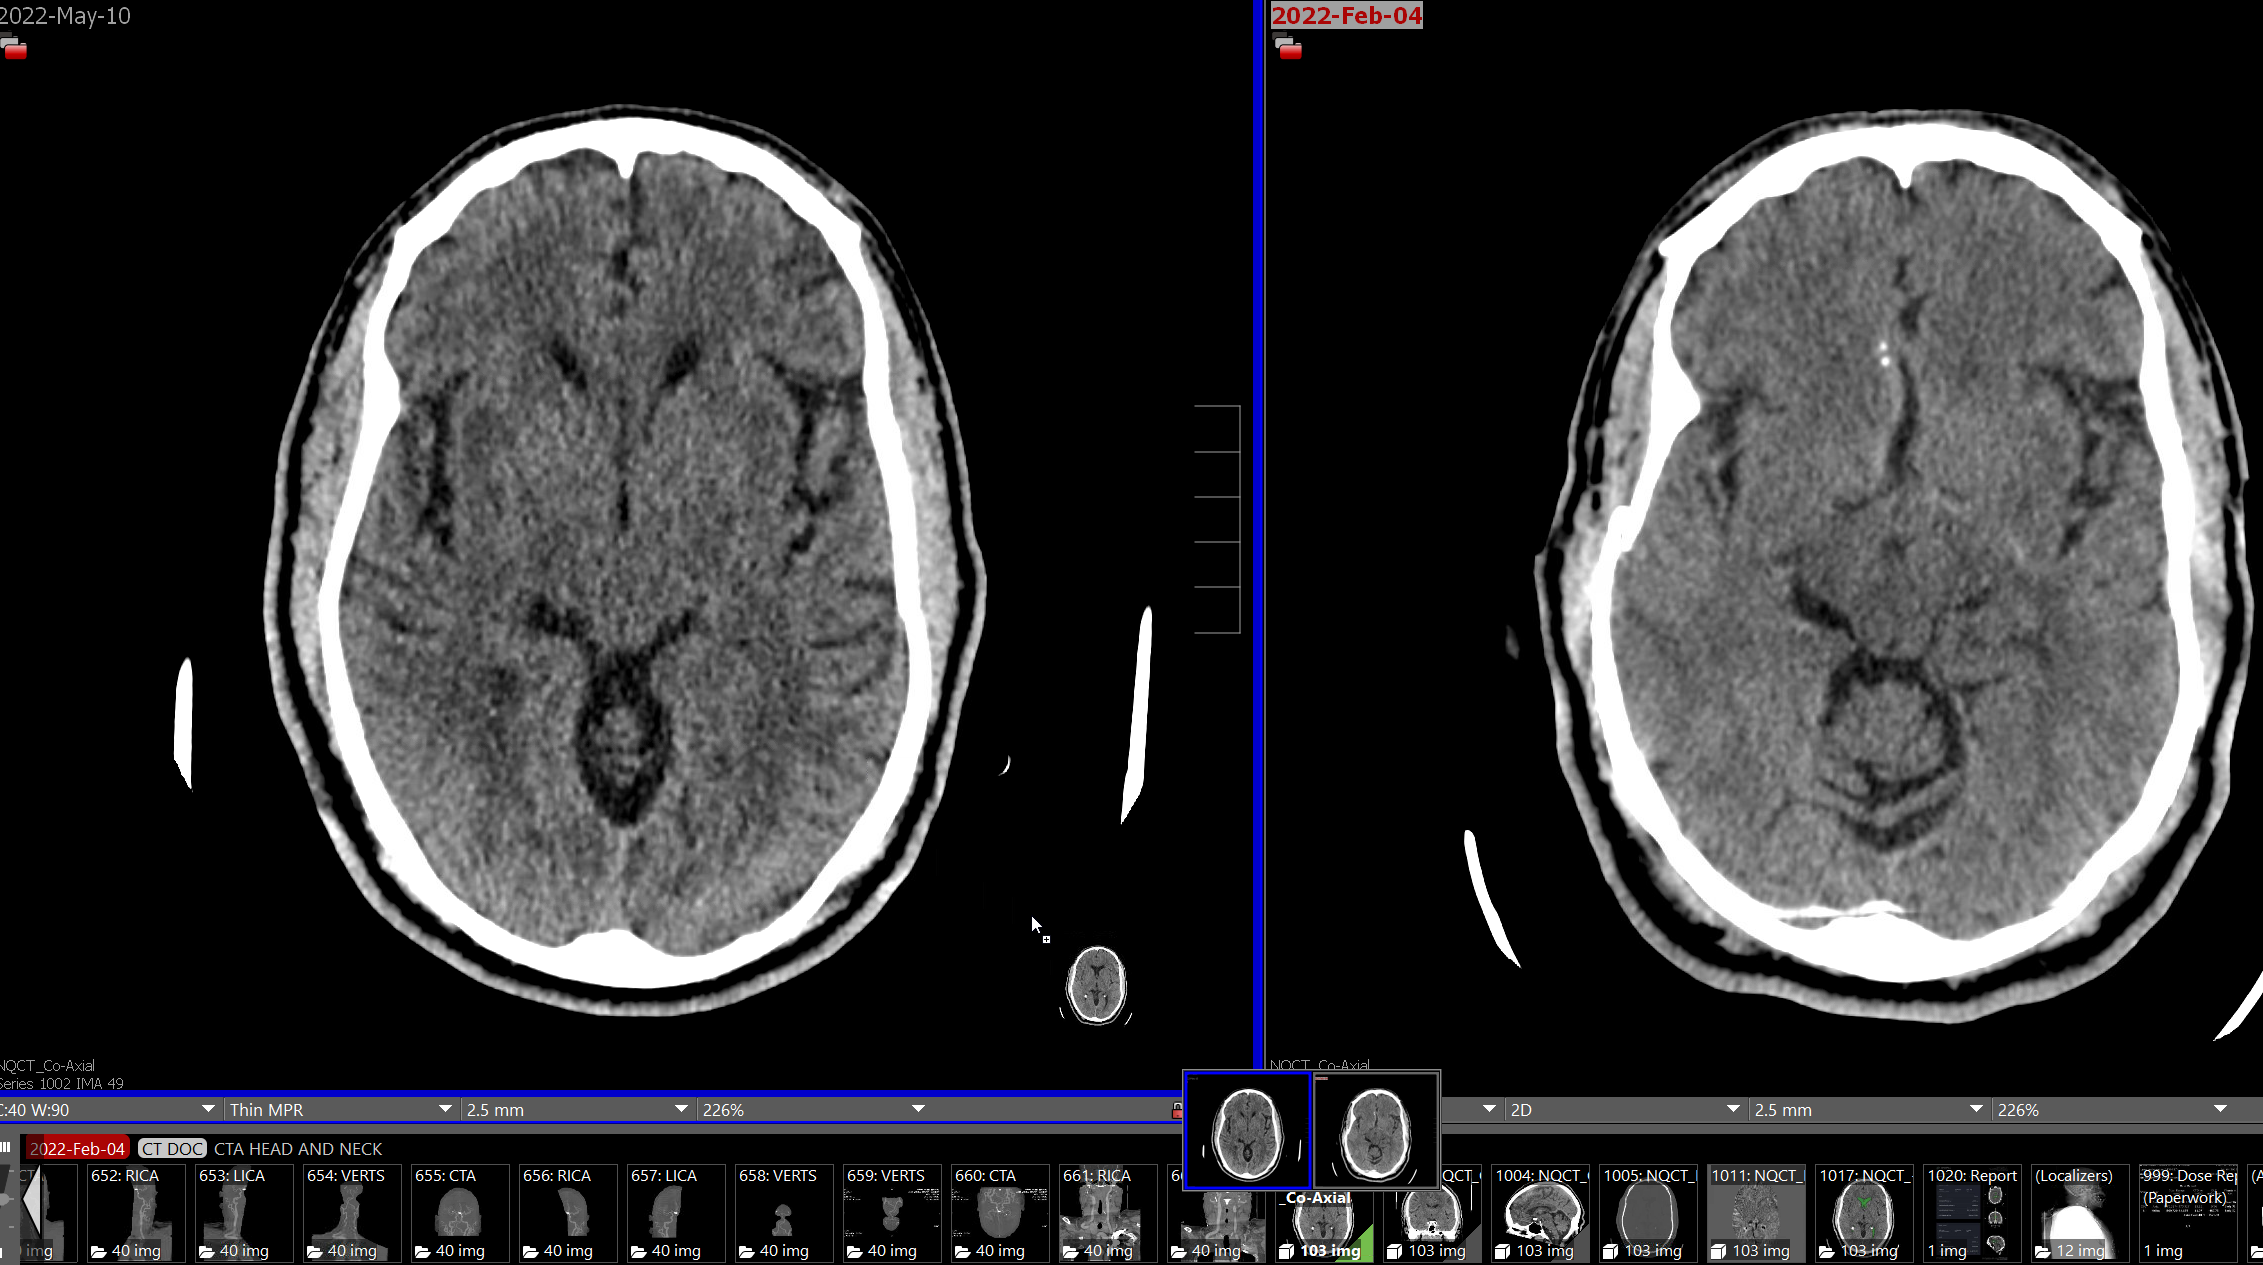 2022-May-10
2022-Feb-04
NQCT_Co-Axial
Series 1002 IMA 49
NQCT_Co-Axial
C:40 W:90
Thin MPR
2.5 mm
226%
2D
2.5 mm
226%
2022-Feb-04 CT DOC CTA HEAD AND NECK
652: RICA
653: LICA
654: VERTS
655: CTA
656: RICA
657: LICA
658: VERTS
659: VERTS
660: CTA
661: RICA
_Co-Axial
1004: NQCT_
1005: NQCT_
1011: NQCT_
1017: NQCT_
1020: Report
(Localizers)
999: Dose Rep
(Paperwork)
img
40 img
40 img
40 img
40 img
40 img
40 img
40 img
40 img
40 img
40 img
40 img
103 img
103 img
103 img
103 img
103 img
103 img
1 img
12 img
1 img